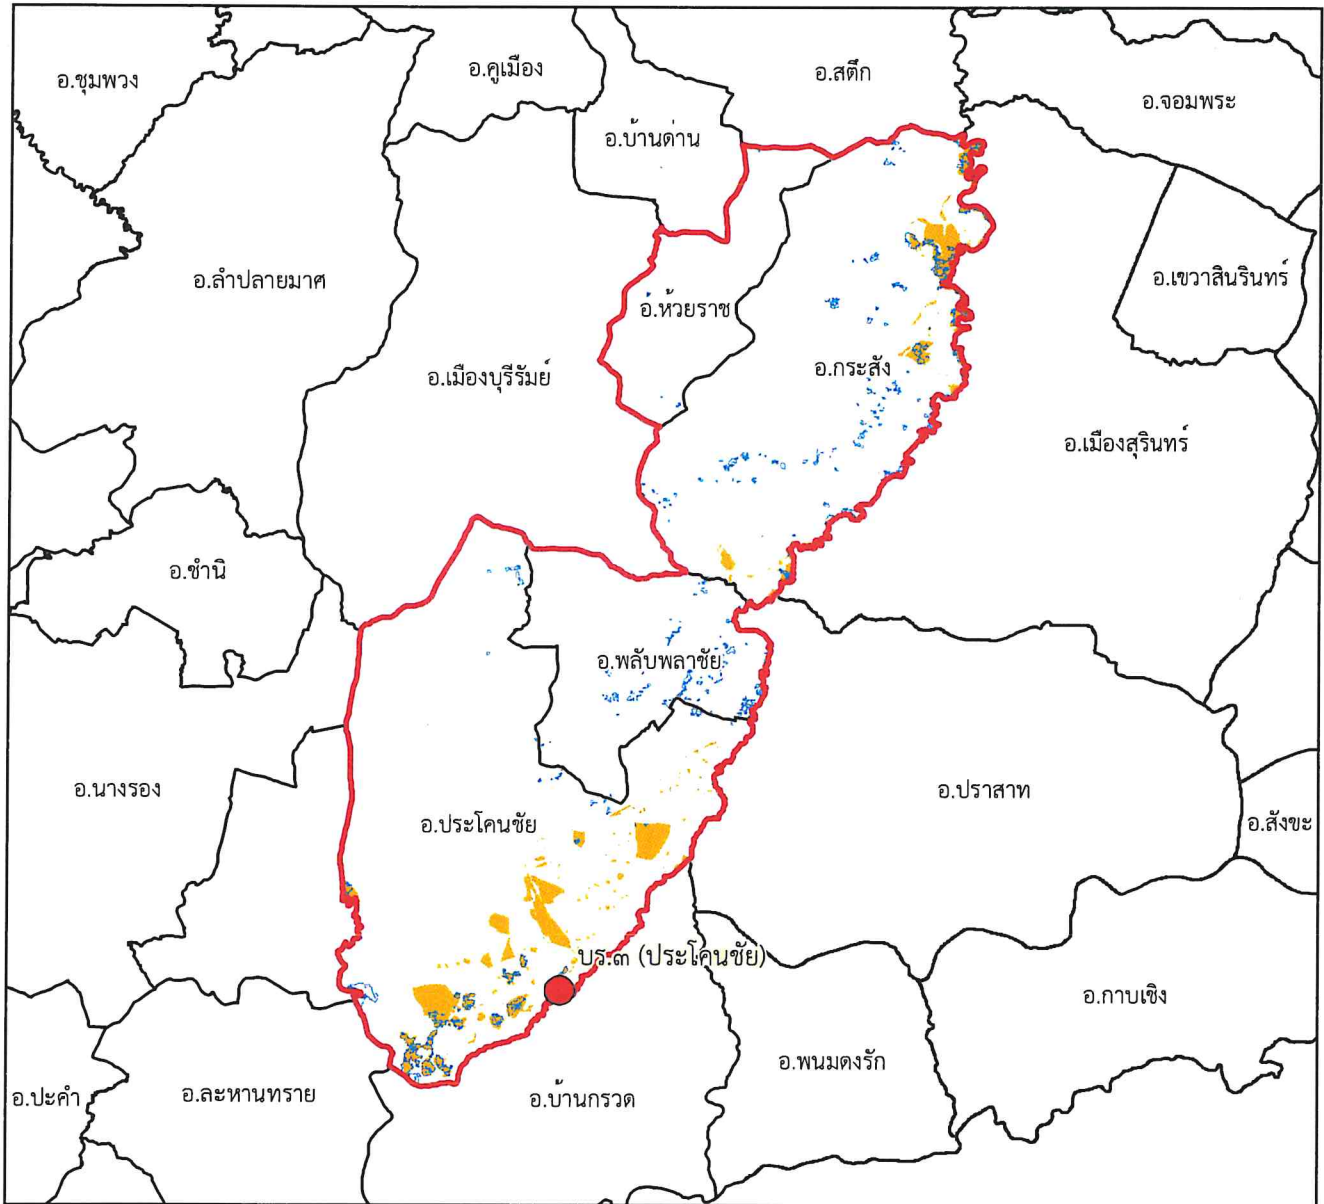 อ.ชุมพวง
อ.คูเมือง
อ.สตึก
อ.จอมพระ
อ.บ้านด่าน
อ.ลำปลายมาศ
อ.ห้วยราช
อ.เขวาสินรินทร์
อ.เมืองบุรีรัมย์
อ.กระสัง
อ.เมืองสุรินทร์
อ.ชำนิ
อ.พลับพลาชัย
อ.นางรอง
อ.ประโคนชัย
อ.ปราสาท
อ.สังขะ
บร.๓ (ประโคนชัย)
อ.กาบเชิง
อ.พนมดงรัก
อ.ปะคำ
อ.ละหานทราย
อ.บ้านกรวด